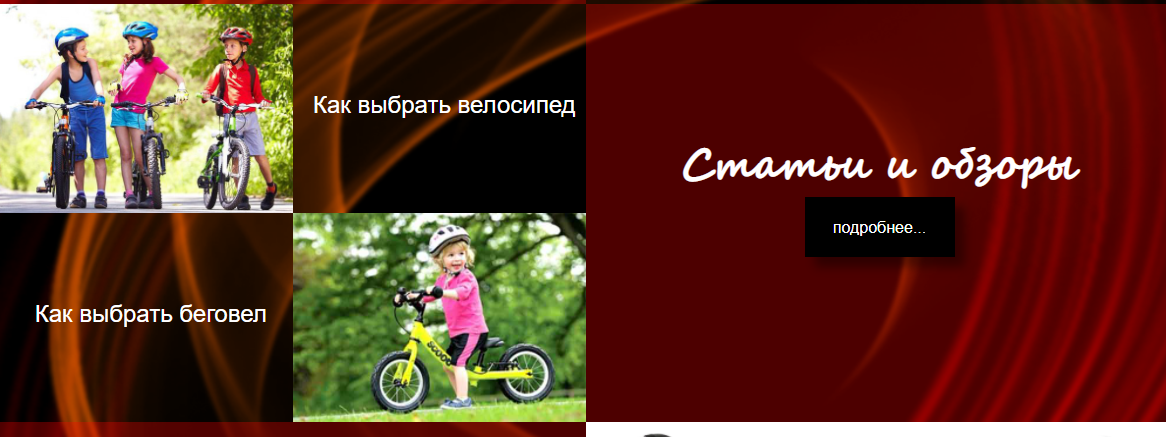 Как выбрать велосипед
Как выбрать беговел
Статьи и обзоры
подробнее...